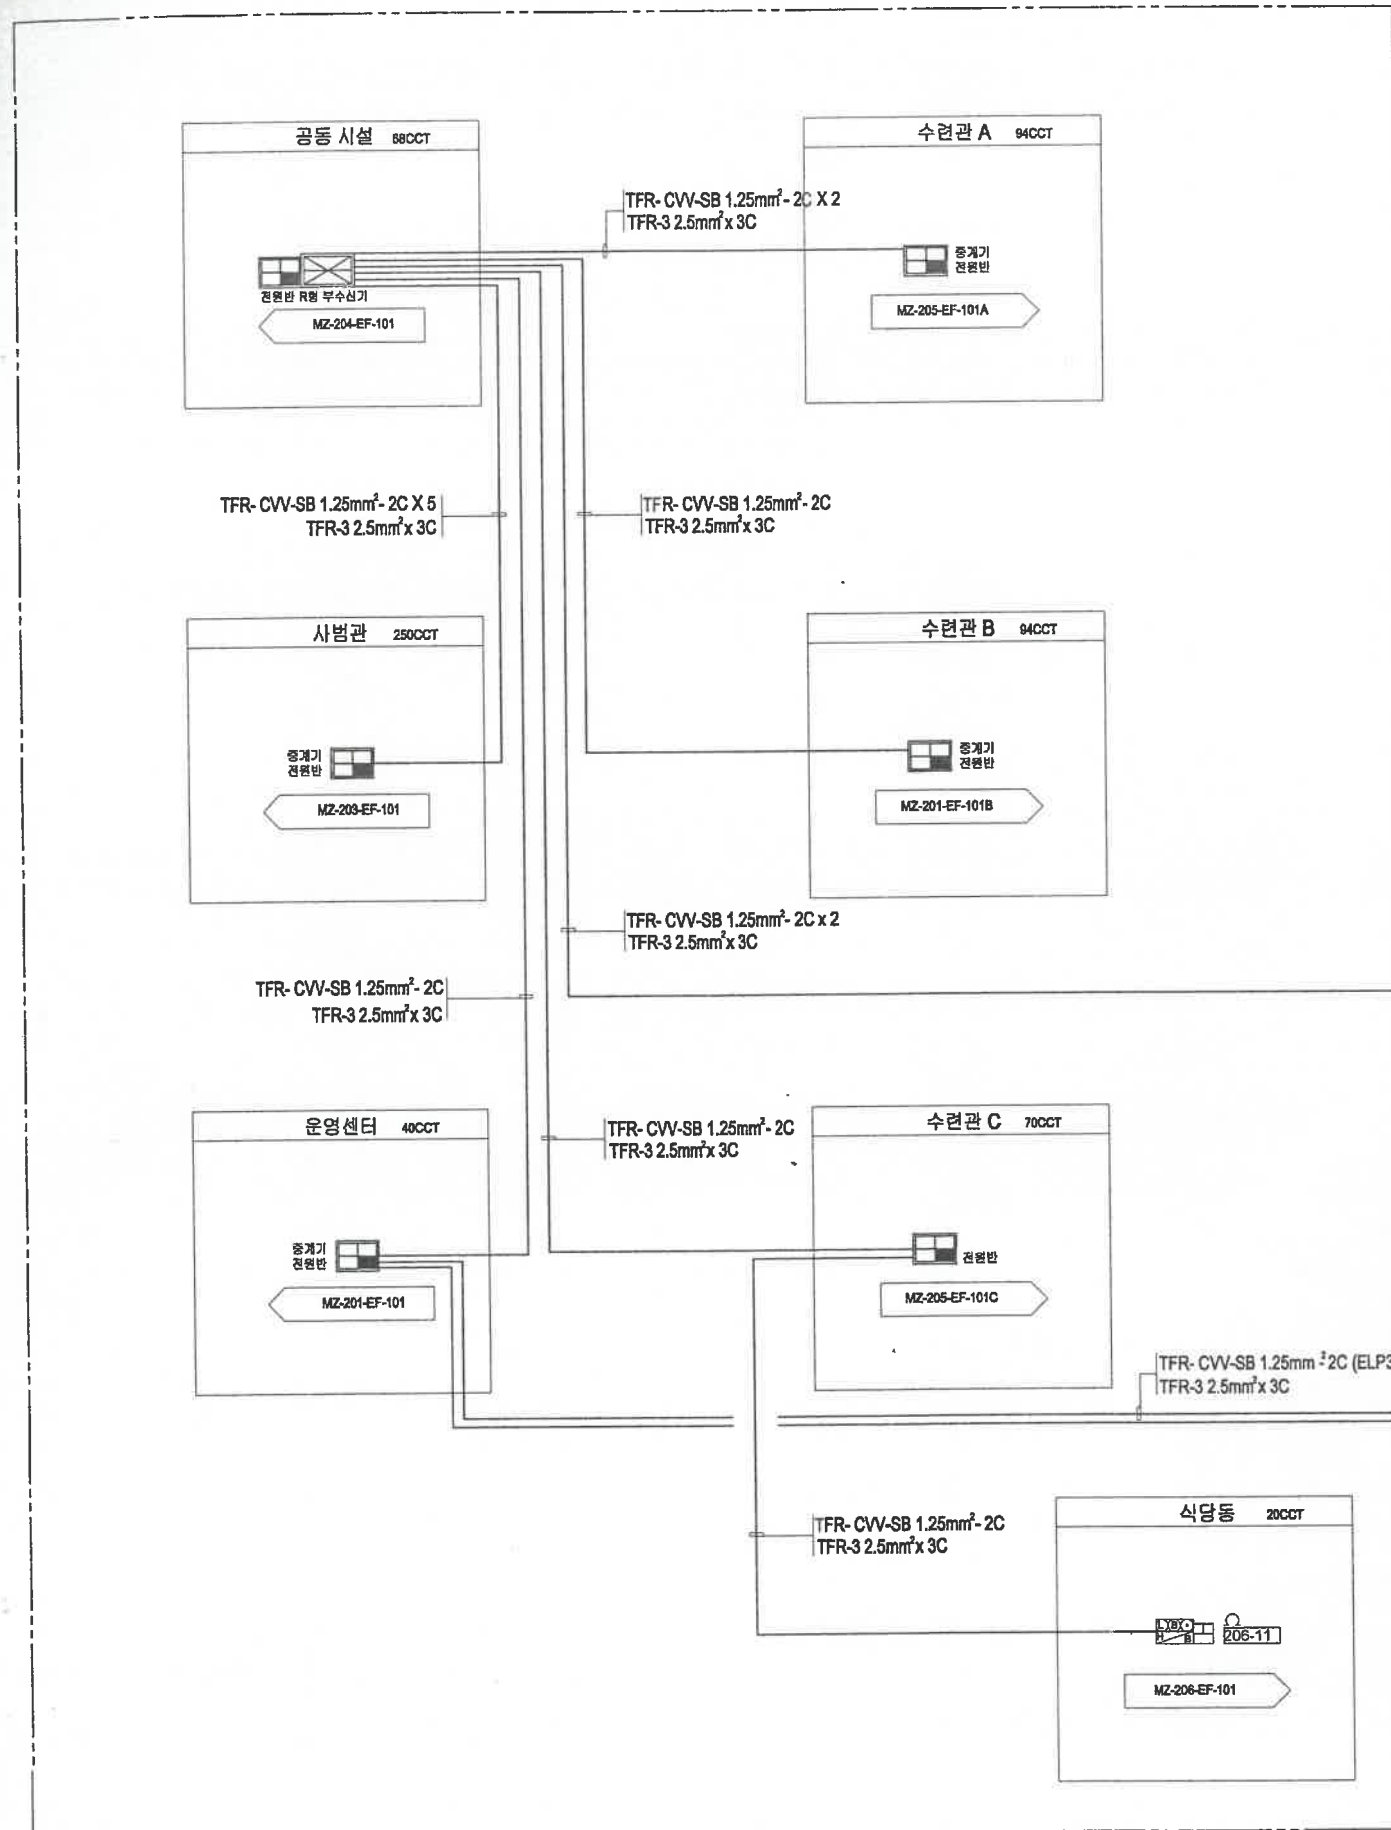 공동 시설 68CCT
수련관 A 94CCT
TFR- CVV-SB 1.25mm²- 2C X 2
TFR-3 2.5mm²x 3C
중계기
전원반
전원반 R형 부수신기
MZ-204-EF-101
MZ-205-EF-101A
TFR- CVV-SB 1.25mm²- 2C X 5
TFR-3 2.5mm²x 3C
TFR- CVV-SB 1.25mm²- 2C
TFR-3 2.5mm²x 3C
사범관 250CCT
수련관 B 94CCT
중계기
전원반
중계기
전원반
MZ-203-EF-101
MZ-201-EF-101B
TFR- CVV-SB 1.25mm²- 2C x 2
TFR-3 2.5mm²x 3C
TFR- CVV-SB 1.25mm²- 2C
TFR-3 2.5mm²x 3C
운영센터 40CCT
TFR- CVV-SB 1.25mm²- 2C
TFR-3 2.5mm²x 3C
수련관 C 70CCT
중계기
전원반
전원반
MZ-201-EF-101
MZ-205-EF-101C
TFR- CVV-SB 1.25mm ²- 2C (ELP3
TFR-3 2.5mm²x 3C
TFR- CVV-SB 1.25mm²- 2C
TFR-3 2.5mm²x 3C
식당동 20CCT
Ω
206-11
MZ-206-EF-101